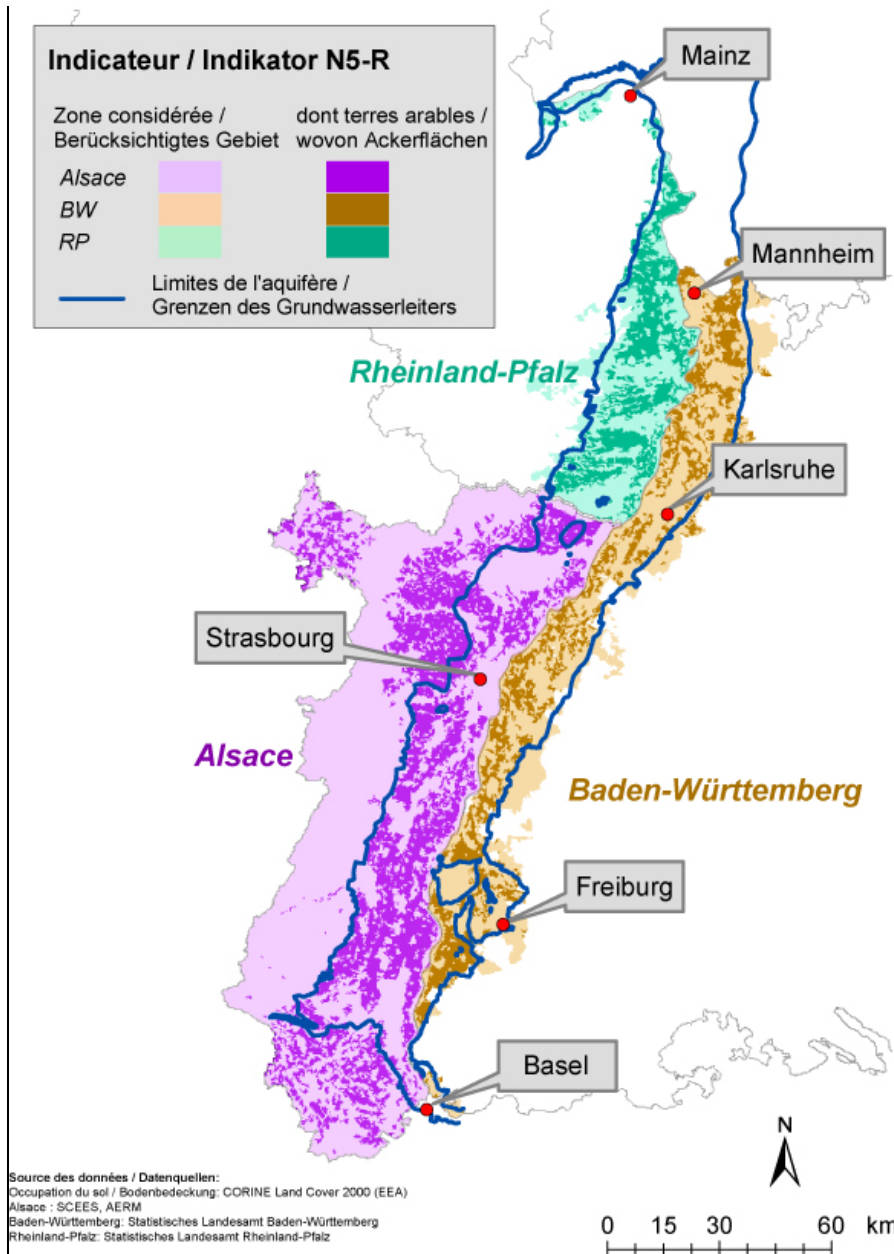 Indicateur / Indikator N5-R
Zone considérée /
Berücksichtigtes Gebiet
dont terres arables /
wovon Ackerflächen
Alsace
BW
RP
Limites de l'aquifère /
Grenzen des Grundwasserleiters
Mainz
Mannheim
Rheinland-Pfalz
Karlsruhe
Strasbourg
Alsace
Baden-Württemberg
Freiburg
Basel
N
Source des données / Datenquellen:
Occupation du sol / Bodenbedeckung: CORINE Land Cover 2000 (EEA)
Alsace : SCEES, AERM
Baden-Württemberg: Statistisches Landesamt Baden-Württemberg
Rheinland-Pfalz: Statistisches Landesamt Rheinland-Pfalz
0 15 30 60 km